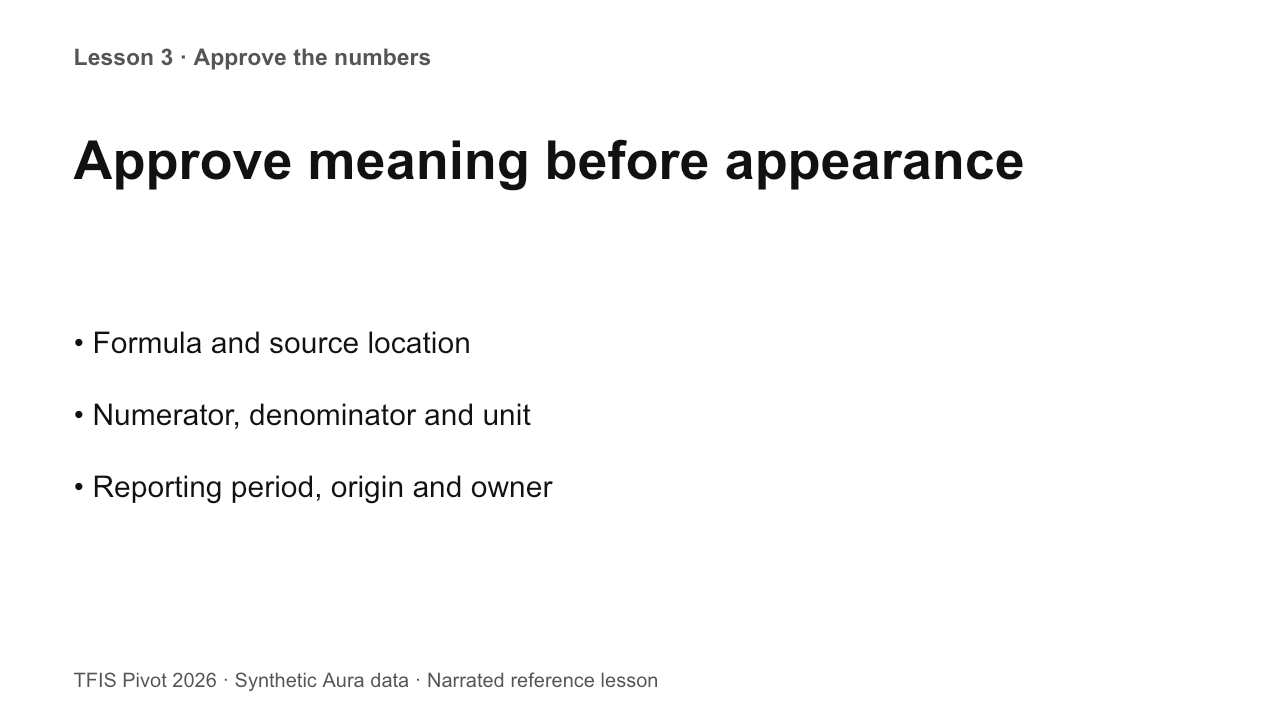 Lesson 3 · Approve the numbers
Approve meaning before appearance
• Formula and source location
• Numerator, denominator and unit
• Reporting period, origin and owner
TFIS Pivot 2026 · Synthetic Aura data · Narrated reference lesson